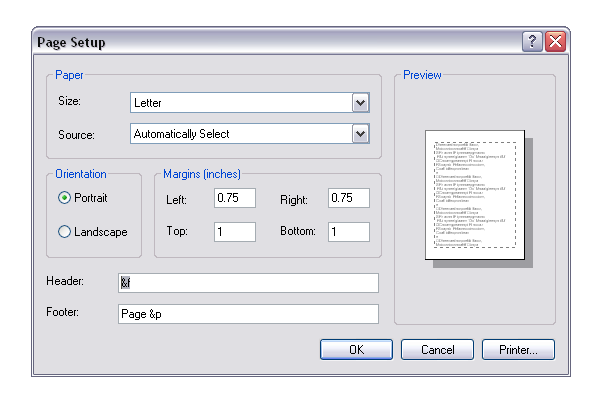 Page Setup
Paper
Size: Letter
Source: Automatically Select
Orientation
Portrait
Landscape
Margins (inches)
Left: 0.75 Right: 0.75
Top: 1 Bottom: 1
Header: &f
Footer: Page &p
Preview
OK Cancel Printer...